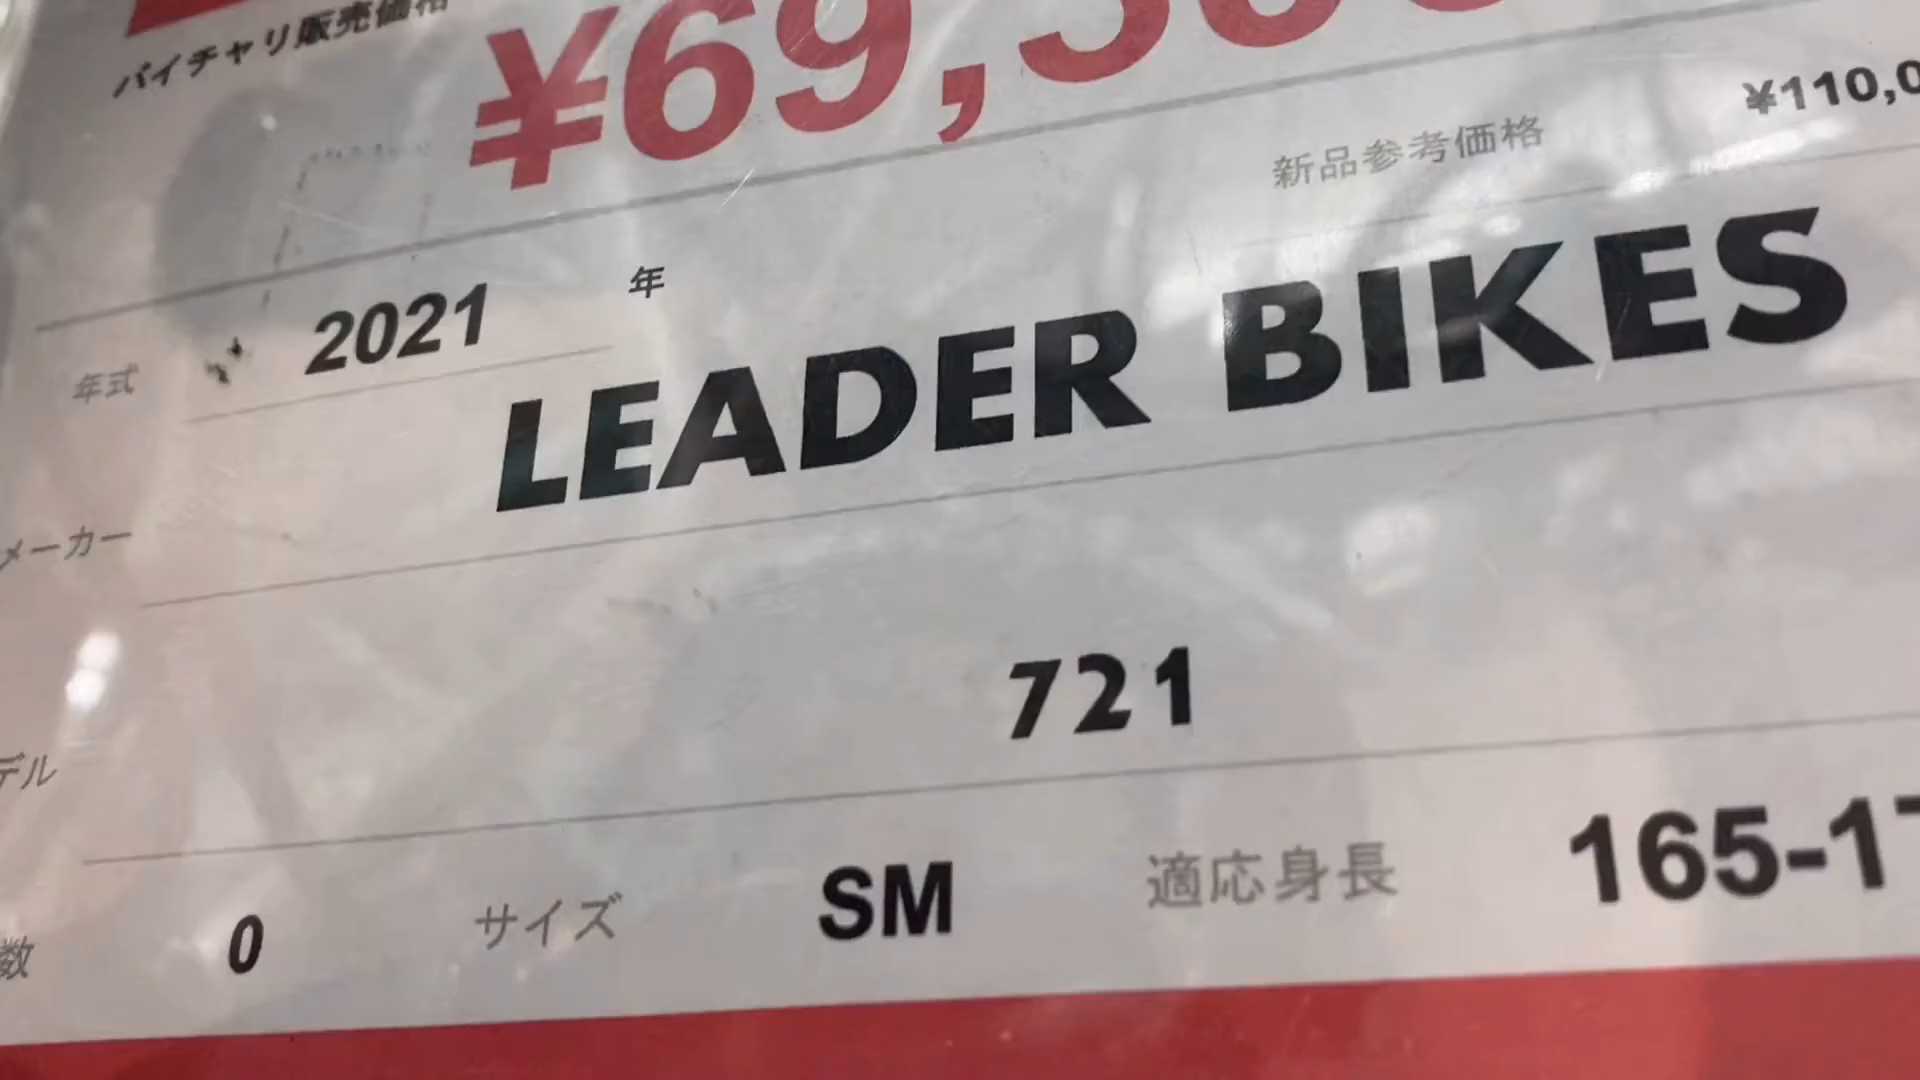 バイチャリ販売価格
¥69,
新品参考価格 ¥110,0
年式 2021 年
メーカー LEADER BIKES
デル 721
数 0 サイズ SM 適応身長 165-1